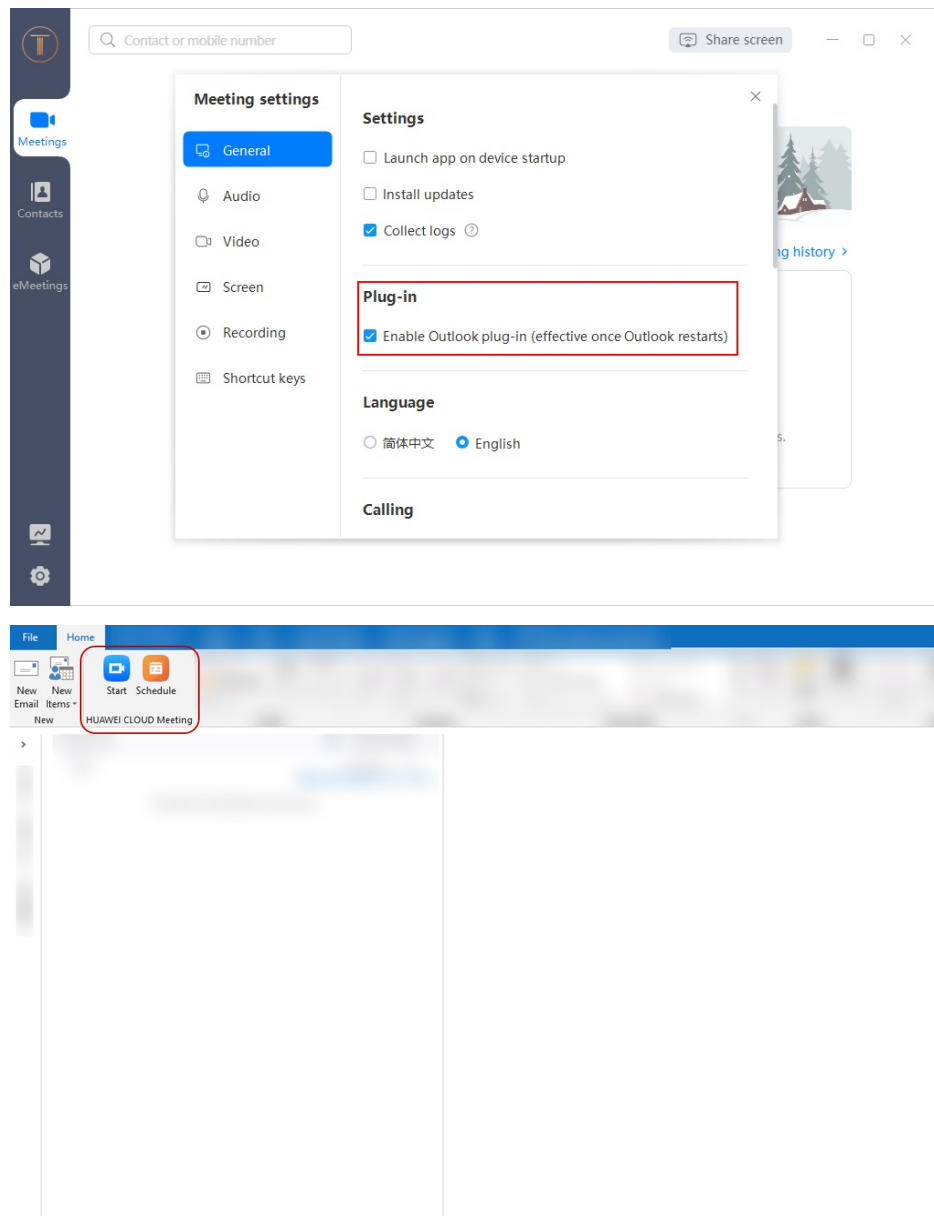 Contact or mobile number
Share screen
Meetings
Contacts
eMeetings
Meeting settings
General
Audio
Video
Screen
Recording
Shortcut keys
Settings
Launch app on device startup
Install updates
Collect logs
Plug-in
Enable Outlook plug-in (effective once Outlook restarts)
Language
简体中文 English
Calling
history >
s.
File Home
New Email
New Items
Start
Schedule
New
HUAWEI CLOUD Meeting